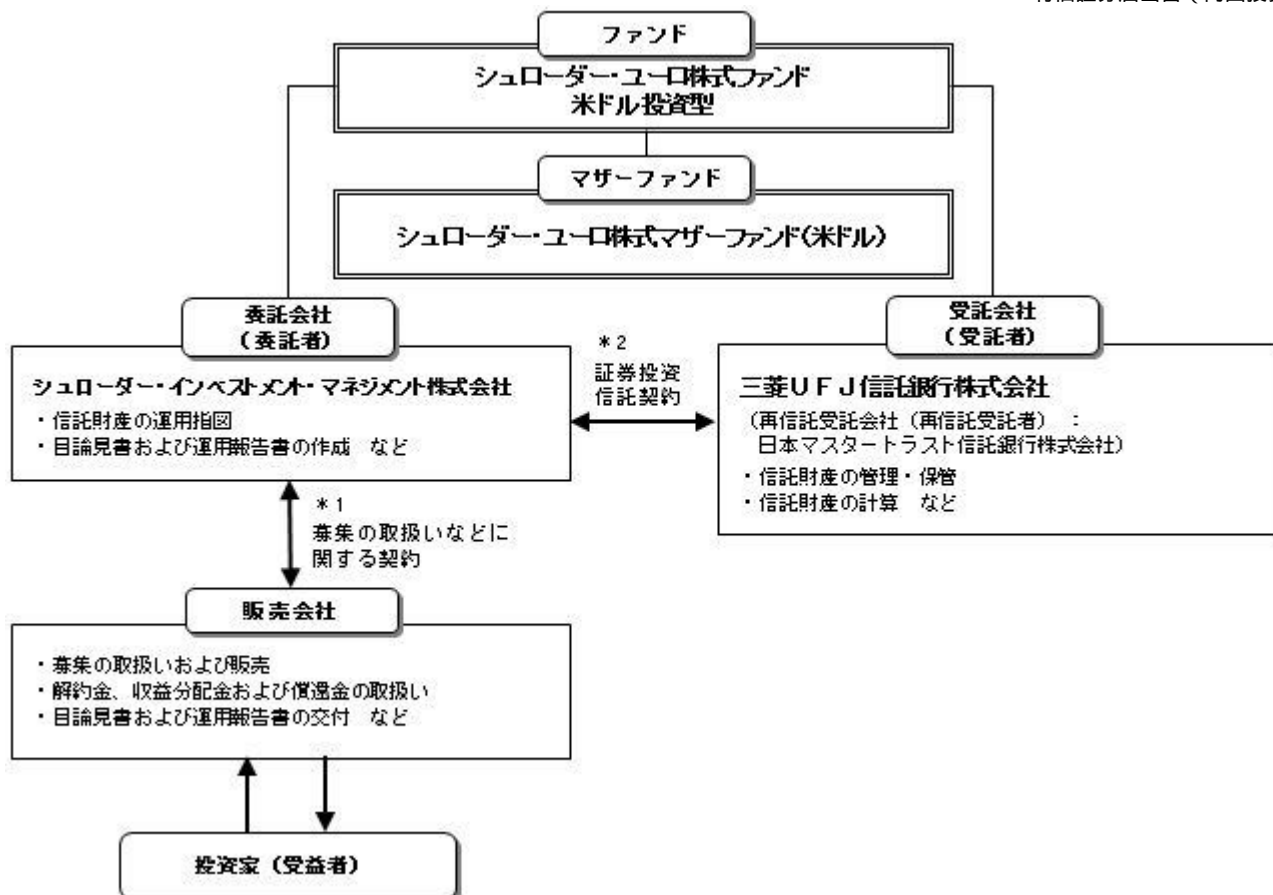 ファンド
シュローダー・ユーロ株式ファンド
米ドル投資型
マザーファンド
シュローダー・ユーロ株式マザーファンド(米ドル)
委託会社
(委託者)
シュローダー・インベストメント・マネジメント株式会社
・信託財産の運用指図
・目論見書および運用報告書の作成 など
*2
証券投資
信託契約
受託会社
(受託者)
三菱UFJ信託銀行株式会社
(再信託受託会社(再信託受託者) :
日本マスタートラスト信託銀行株式会社)
・信託財産の管理・保管
・信託財産の計算 など
*1
募集の取扱いなどに
関する契約
販売会社
・募集の取扱いおよび販売
・解約金、収益分配金および償還金の取扱い
・目論見書および運用報告書の交付 など
投資家(受益者)